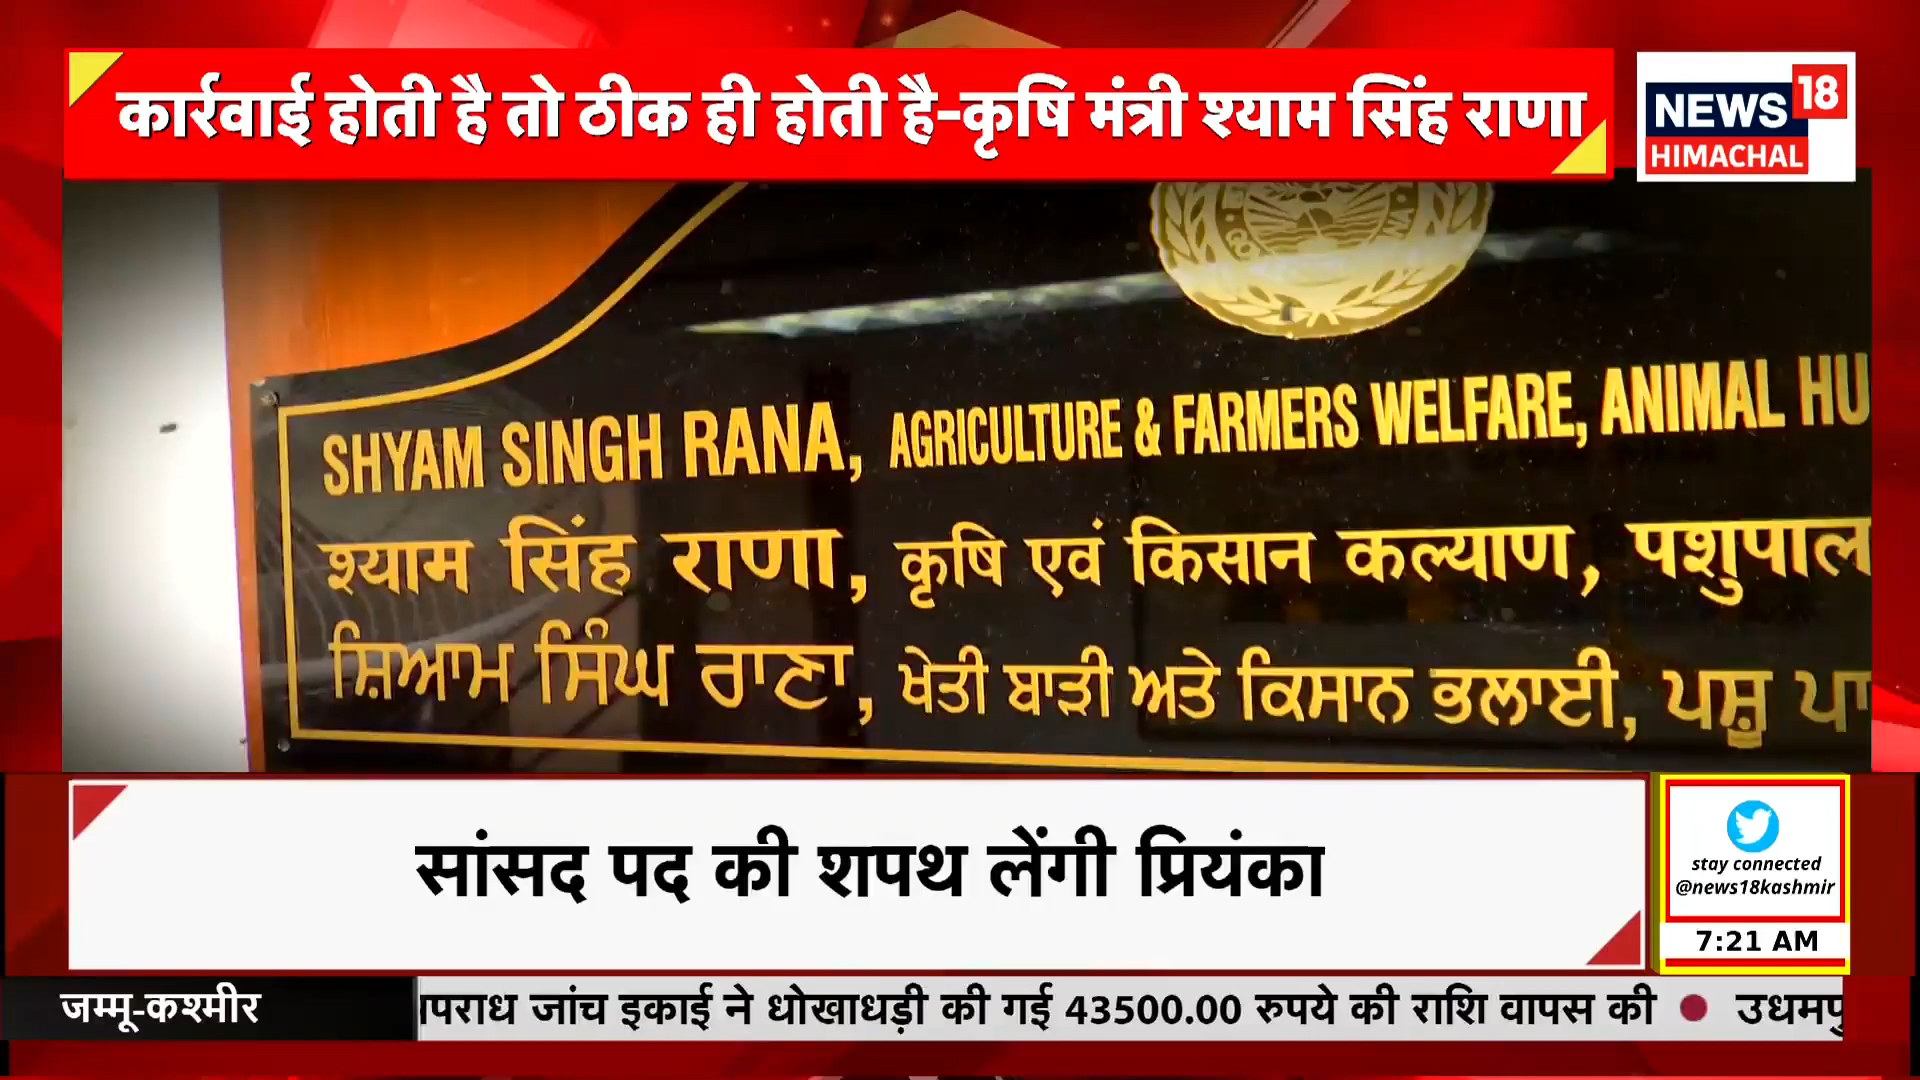 कार्रवाई होती है तो ठीक ही होती है-कृषि मंत्री श्याम सिंह राणा
NEWS 18
HIMACHAL
SHYAM SINGH RANA, AGRICULTURE & FARMERS WELFARE, ANIMAL HU
श्याम सिंह राणा, कृषि एवं किसान कल्याण, पशुपाल
ਸ਼ਿਆਮ ਸਿੰਘ ਰਾਣਾ, ਖੇਤੀ ਬਾੜੀ ਅਤੇ ਕਿਸਾਨ ਭਲਾਈ, ਪਸ਼ੂ ਪਾ
सांसद पद की शपथ लेंगी प्रियंका
stay connected
@news18kashmir
7:21 AM
जम्मू-कश्मीर
पराध जांच इकाई ने धोखाधड़ी की गई 43500.00 रुपये की राशि वापस की ● उधमपु